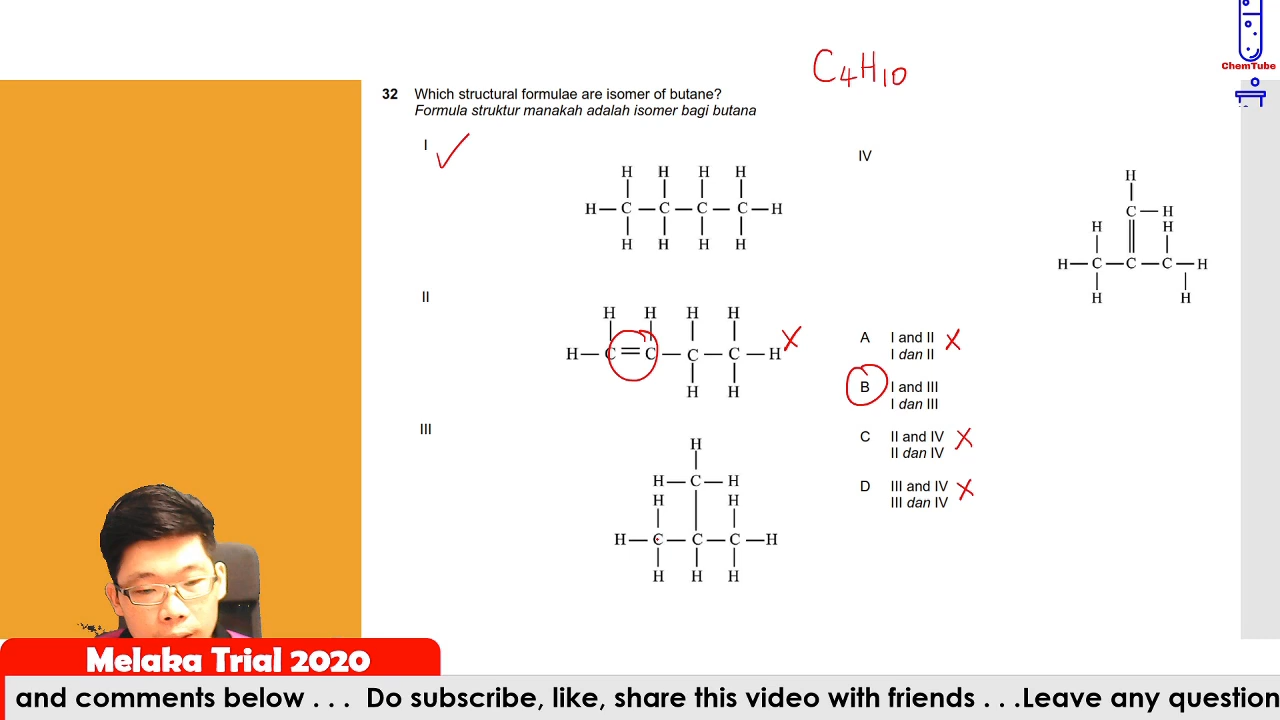 C4H10
ChemTube
32 Which structural formulae are isomer of butane?
Formula struktur manakah adalah isomer bagi butana
I
H H H H
H C C C C H
H H H H
II
H H H H
H C = C C C H
H H
III
H
H C H
H H
H C C C H
H H H
IV
H
C H
H H
H C C C H
H H
A I and II
I dan II
B I and III
I dan III
C II and IV
II dan IV
D III and IV
III dan IV
Melaka Trial 2020
and comments below . . . Do subscribe, like, share this video with friends . . .Leave any question